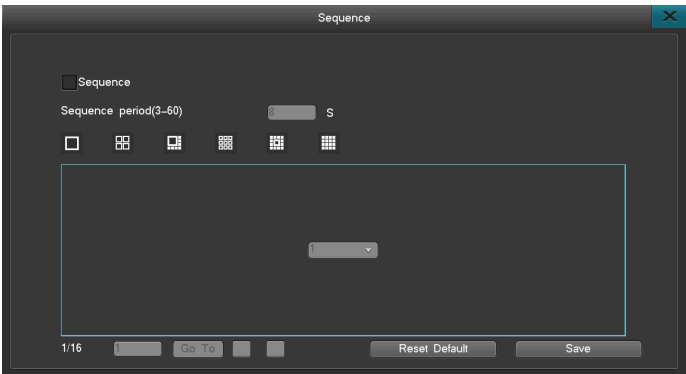 Sequence
Sequence
Sequence period(3-60) 8 S
1
1/16 1 Go To Reset Default Save